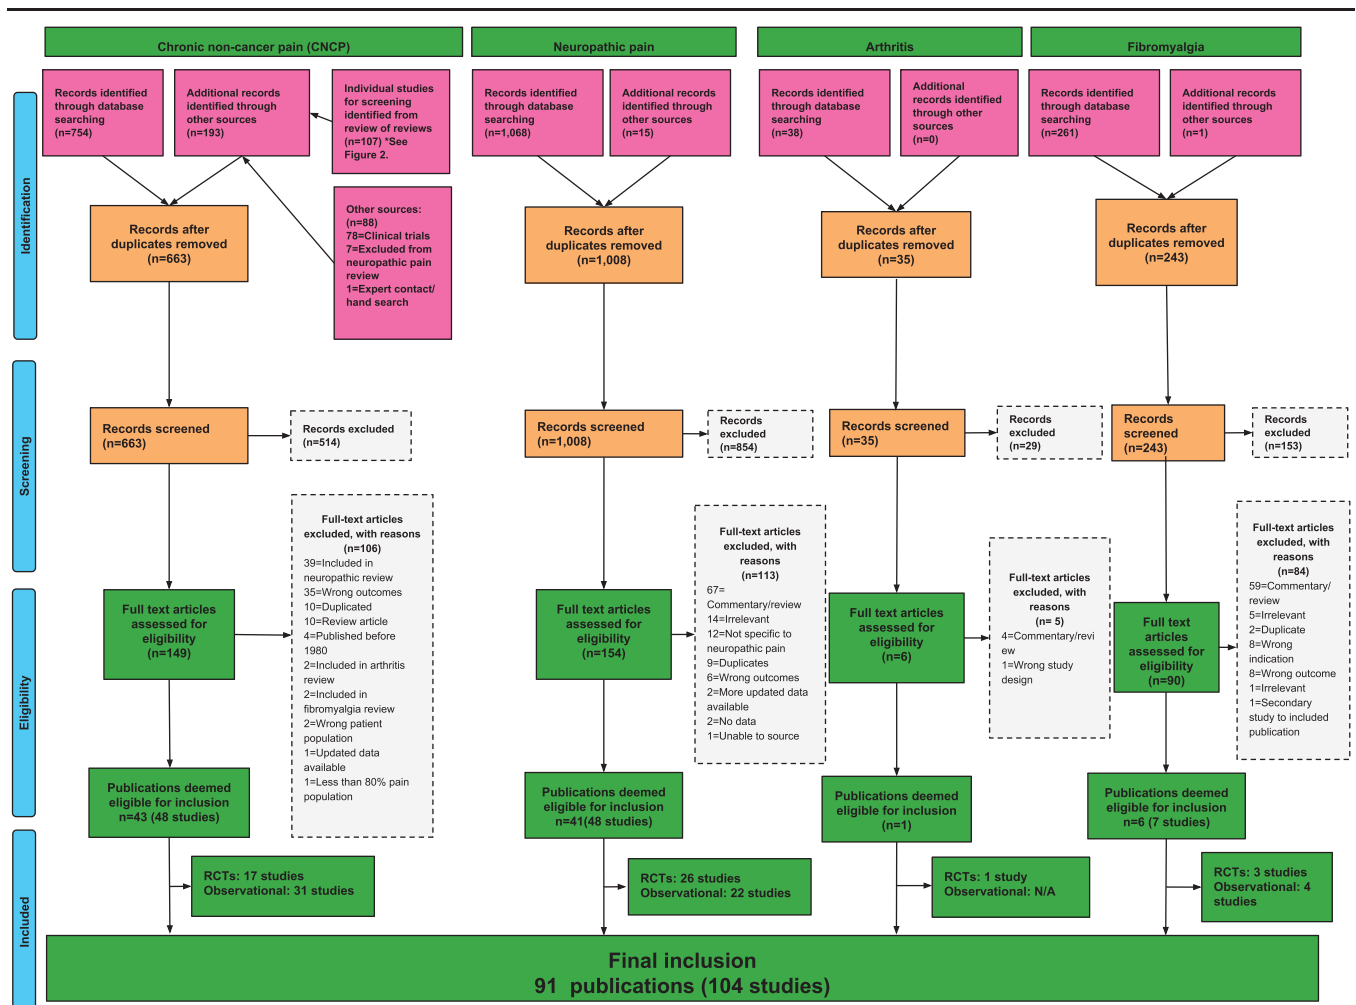 Chronic non-cancer pain (CNCP)
Neuropathic pain
Arthritis
Fibromyalgia
Identification
Records identified
through database
searching
(n=754)
Additional records
identified through
other sources
(n=193)
Individual studies
for screening
identified from
review of reviews
(n=107) *See
Figure 2.
Records identified
through database
searching
(n=1,068)
Additional records
identified through
other sources
(n=15)
Records identified
through database
searching
(n=38)
Additional
records identified
through other
sources
(n=0)
Records identified
through database
searching
(n=261)
Additional records
identified through
other sources
(n=1)
Other sources:
(n=88)
78=Clinical trials
7=Excluded from
neuropathic pain
review
1=Expert contact/
hand search
Records after
duplicates removed
(n=663)
Records after
duplicates removed
(n=1,008)
Records after
duplicates removed
(n=35)
Records after
duplicates removed
(n=243)
Screening
Records screened
(n=663)
Records excluded
(n=514)
Records screened
(n=1,008)
Records
excluded
(n=854)
Records screened
(n=35)
Records
excluded
(n=29)
Records
screened
(n=243)
Records
excluded
(n=153)
Eligibility
Full text articles
assessed for
eligibility
(n=149)
Full-text articles
excluded, with reasons
(n=106)
39=Included in
neuropathic review
35=Wrong outcomes
10=Duplicated
10=Review article
4=Published before
1980
2=Included in arthritis
review
2=Included in
fibromyalgia review
2=Wrong patient
population
1=Updated data
available
1=Less than 80% pain
population
Full text articles
assessed for
eligibility
(n=154)
Full-text articles
excluded, with
reasons
(n=113)
67=
Commentary/review
14=Irrelevant
12=Not specific to
neuropathic pain
9=Duplicates
6=Wrong outcomes
2=More updated data
available
2=No data
1=Unable to source
Full text articles
assessed for
eligibility
(n=6)
Full-text articles
excluded, with
reasons
(n= 5)
4=Commentary/revi
ew
1=Wrong study
design
Full text
articles
assessed for
eligibility
(n=90)
Full-text articles
excluded, with
reasons
(n=84)
59=Commentary/
review
5=Irrelevant
2=Duplicate
8=Wrong
indication
8=Wrong outcome
1=Irrelevant
1=Secondary
study to included
publication
Publications deemed
eligible for inclusion
n=43 (48 studies)
Publications deemed
eligible for inclusion
n=41(48 studies)
Publications deemed
eligible for inclusion
(n=1)
Publications deemed
eligible for inclusion
n=6 (7 studies)
Included
RCTs: 17 studies
Observational: 31 studies
RCTs: 26 studies
Observational: 22 studies
RCTs: 1 study
Observational: N/A
RCTs: 3 studies
Observational: 4
studies
Final inclusion
91 publications (104 studies)